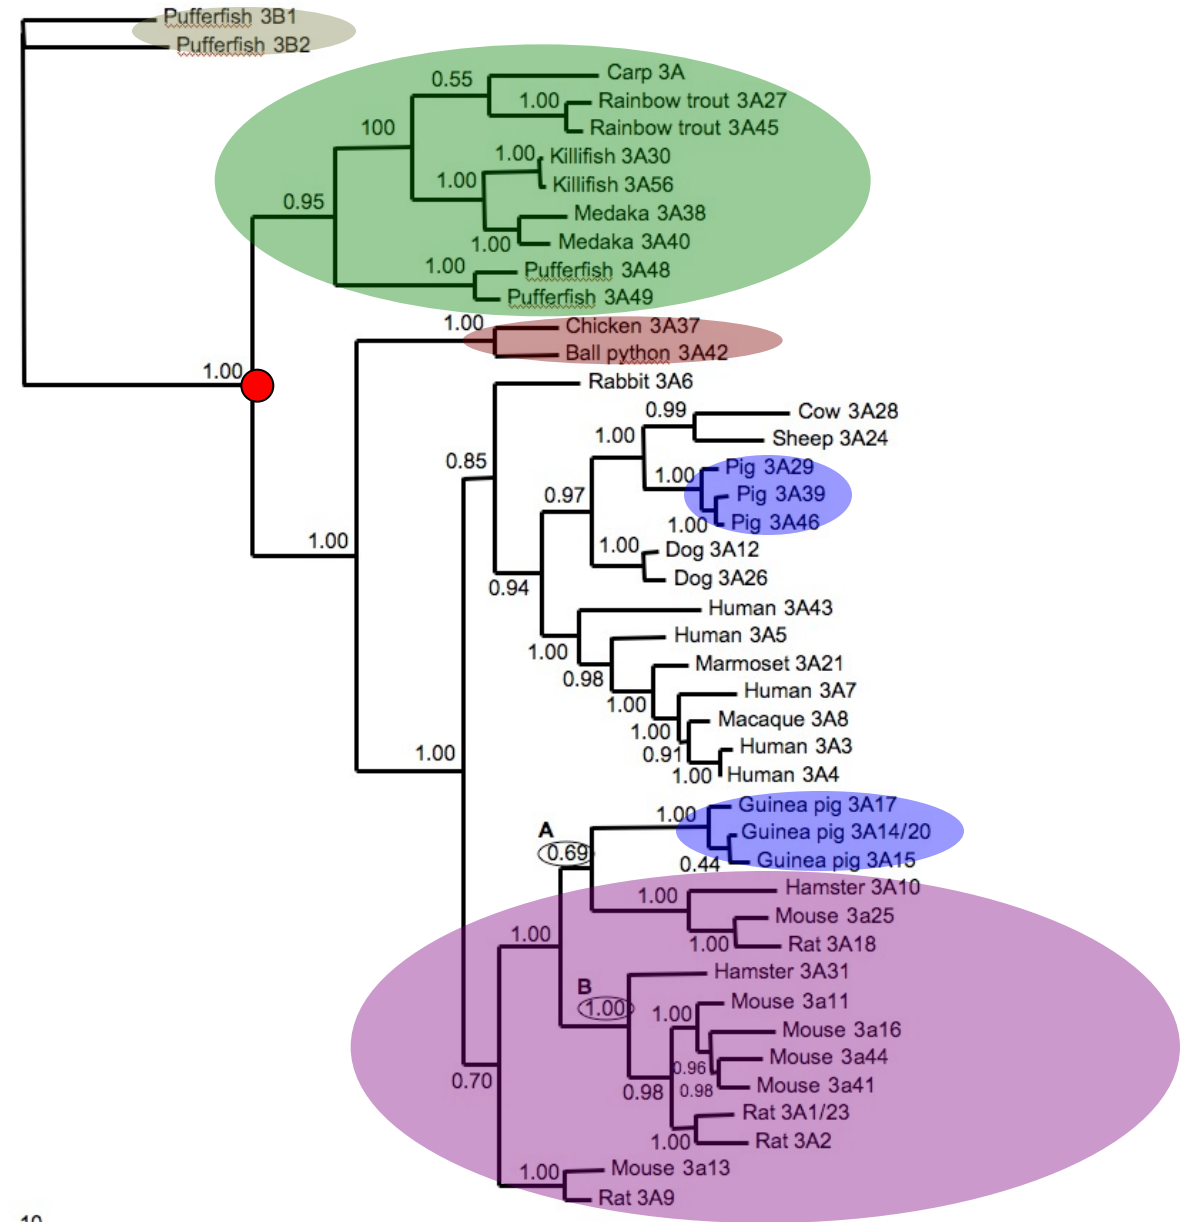 Pufferfish 3B1
Pufferfish 3B2
Carp 3A
0.55
1.00
Rainbow trout 3A27
Rainbow trout 3A45
100
1.00
Killifish 3A30
1.00
Killifish 3A56
0.95
Medaka 3A38
1.00
Medaka 3A40
1.00
Pufferfish 3A48
Pufferfish 3A49
1.00
Chicken 3A37
Ball python 3A42
1.00
Rabbit 3A6
0.99
Cow 3A28
1.00
Sheep 3A24
0.85
1.00
Pig 3A29
0.97
Pig 3A39
1.00
Pig 3A46
1.00
1.00
Dog 3A12
Dog 3A26
0.94
Human 3A43
Human 3A5
1.00
Marmoset 3A21
0.98
Human 3A7
1.00
Macaque 3A8
1.00
Human 3A3
0.91
1.00
Human 3A4
1.00
1.00
Guinea pig 3A17
A
Guinea pig 3A14/20
0.69
0.44
Guinea pig 3A15
Hamster 3A10
1.00
Mouse 3a25
1.00
1.00
Rat 3A18
Hamster 3A31
B
1.00
Mouse 3a11
1.00
Mouse 3a16
Mouse 3a44
0.96
0.70
0.98
0.98
Mouse 3a41
Rat 3A1/23
1.00
Rat 3A2
1.00
Mouse 3a13
Rat 3A9